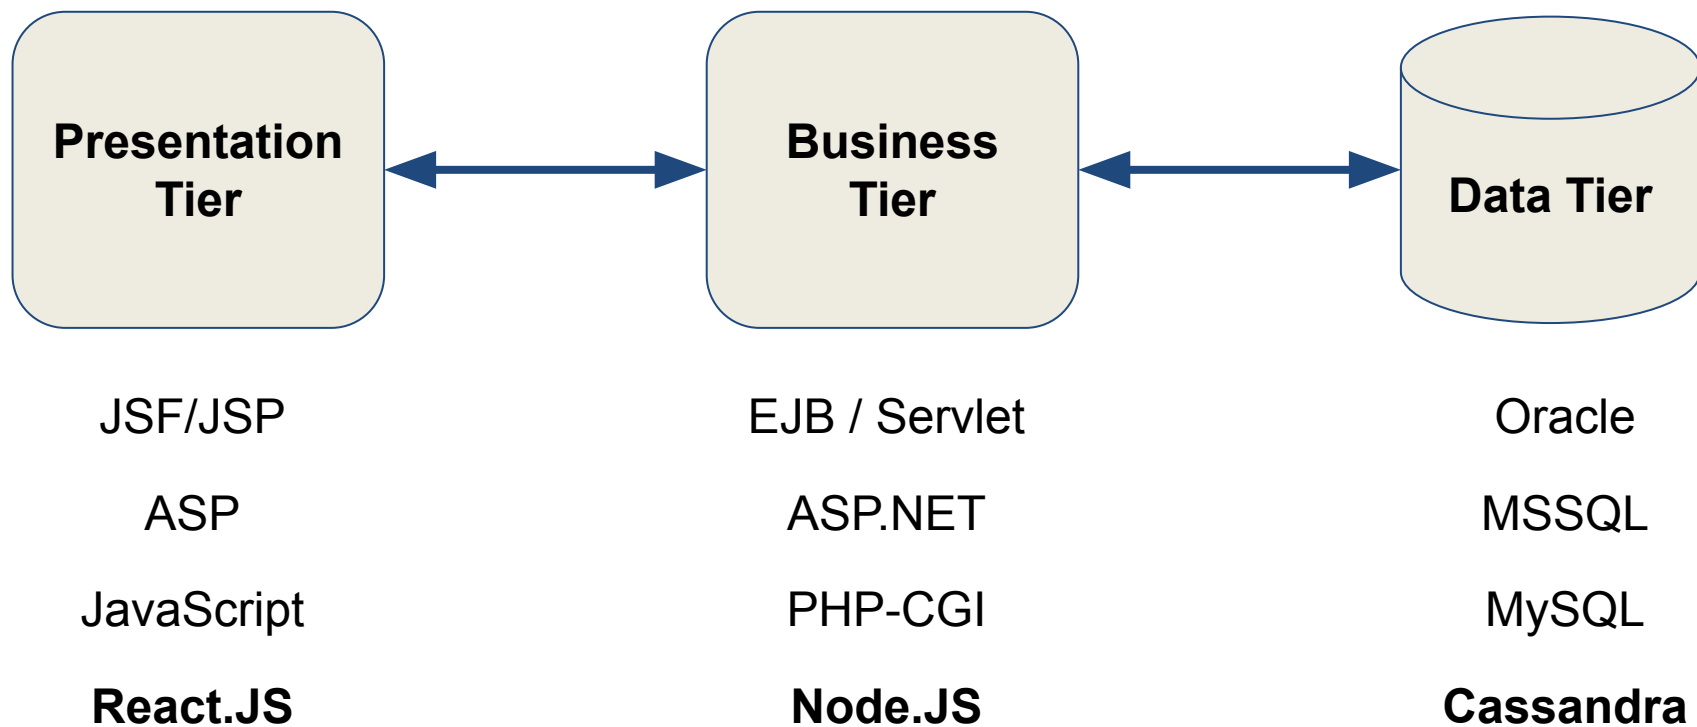 Presentation
Tier
Business
Tier
Data Tier
JSF/JSP
EJB / Servlet
Oracle
ASP
ASP.NET
MSSQL
JavaScript
PHP-CGI
MySQL
React.JS
Node.JS
Cassandra